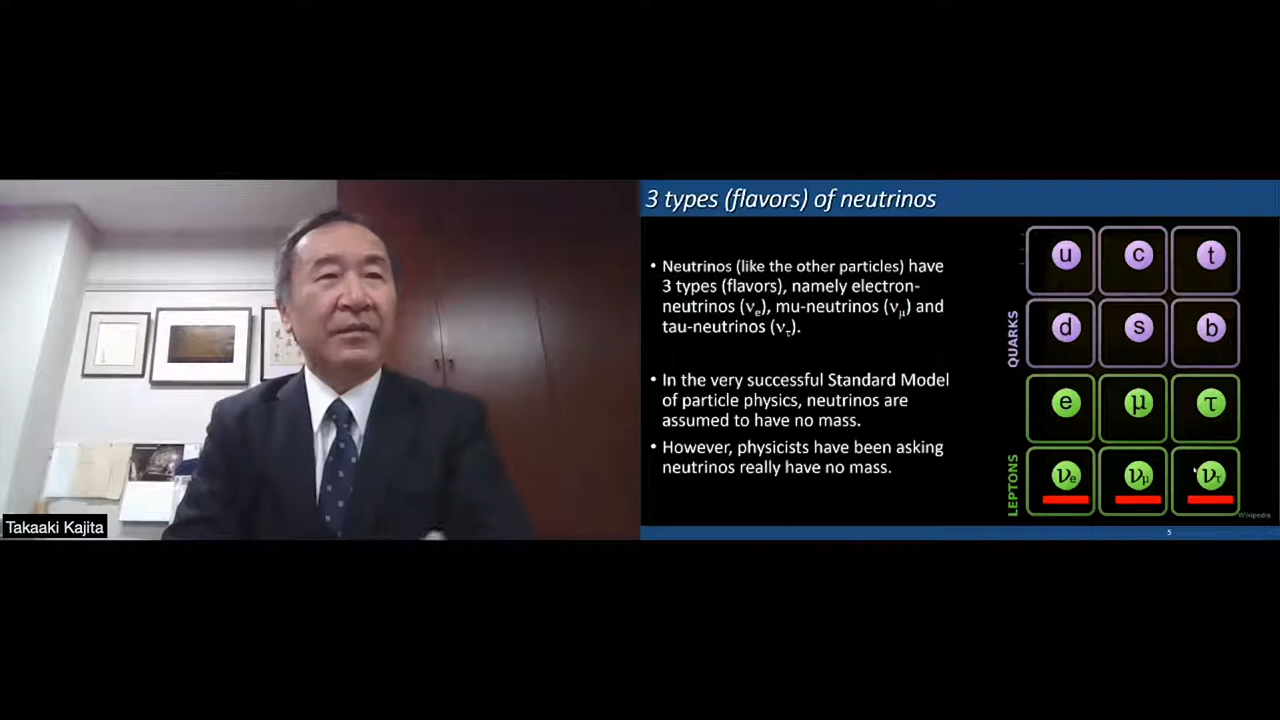 Takaaki Kajita
3 types (flavors) of neutrinos
• Neutrinos (like the other particles) have
3 types (flavors), namely electron-
neutrinos (νe), mu-neutrinos (νμ) and
tau-neutrinos (ντ).
• In the very successful Standard Model
of particle physics, neutrinos are
assumed to have no mass.
• However, physicists have been asking
neutrinos really have no mass.
QUARKS
u c t
d s b
LEPTONS
e μ τ
νe νμ ντ
Wikipedia
5